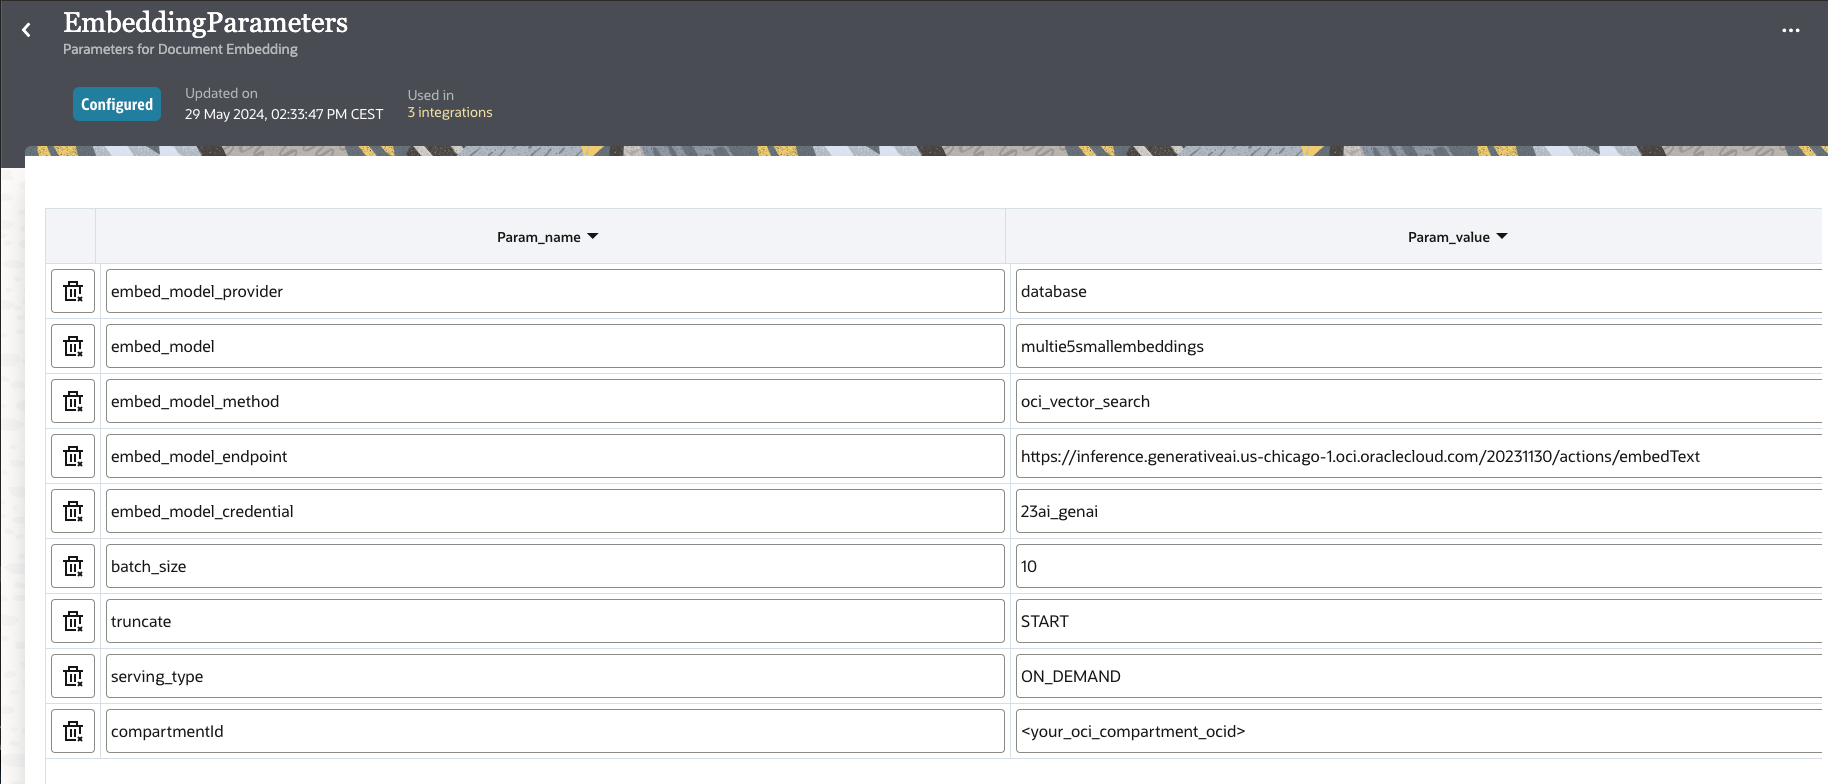 EmbeddingParameters
Parameters for Document Embedding
Configured
Updated on
29 May 2024, 02:33:47 PM CEST
Used in
3 integrations
Param_name Param_value
embed_model_provider database
embed_model multie5smallembeddings
embed_model_method oci_vector_search
embed_model_endpoint https://inference.generativeai.us-chicago-1.oci.oraclecloud.com/20231130/actions/embedText
embed_model_credential 23ai_genai
batch_size 10
truncate START
serving_type ON_DEMAND
compartmentId <your_oci_compartment_ocid>